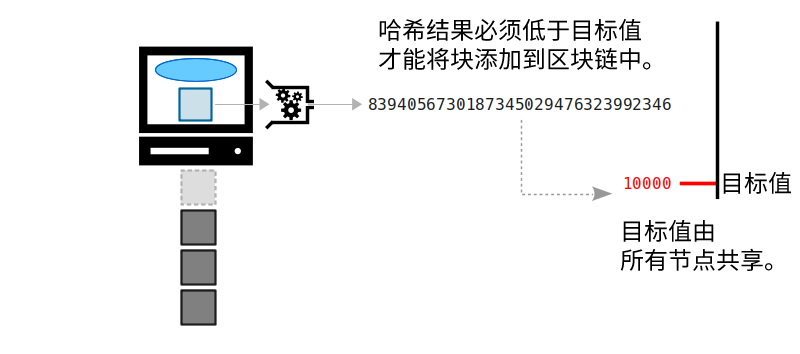 哈希结果必须低于目标值
才能将块添加到区块链中。
8394056730187345029476323992346
10000
目标值
目标值由
所有节点共享。